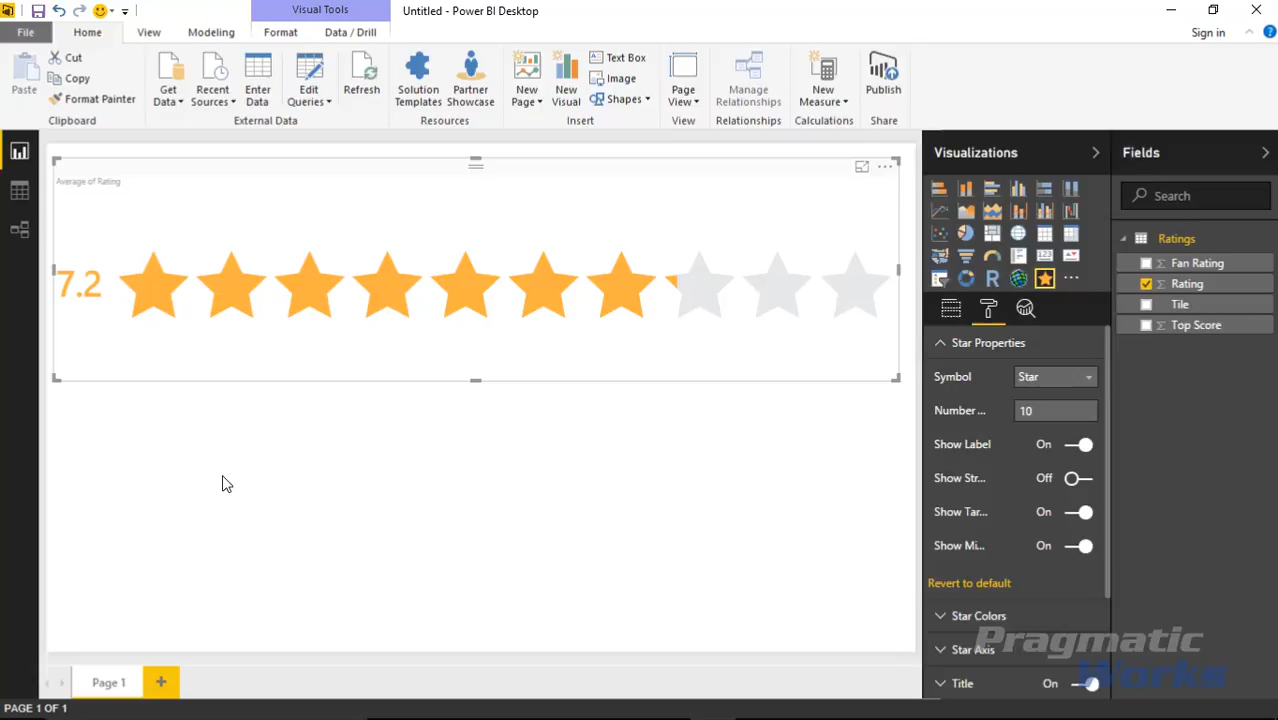 Visual Tools
Untitled - Power BI Desktop
File
Home
View
Modeling
Format
Data / Drill
Sign in
Paste
Cut
Copy
Format Painter
Get Data
Recent Sources
Enter Data
Edit Queries
Refresh
Solution Templates
Partner Showcase
New Page
New Visual
Text Box
Image
Shapes
Page View
Manage Relationships
New Measure
Publish
Clipboard
External Data
Resources
Insert
View
Relationships
Calculations
Share
Average of Rating
7.2
Visualizations
R
123
Star Properties
Symbol
Star
Number ...
10
Show Label
On
Show Str...
Off
Show Tar...
On
Show Mi...
On
Revert to default
Star Colors
Star Axis
Title
On
Fields
Search
Ratings
Fan Rating
Rating
Tile
Top Score
Pragmatic
Works
Page 1
PAGE 1 OF 1